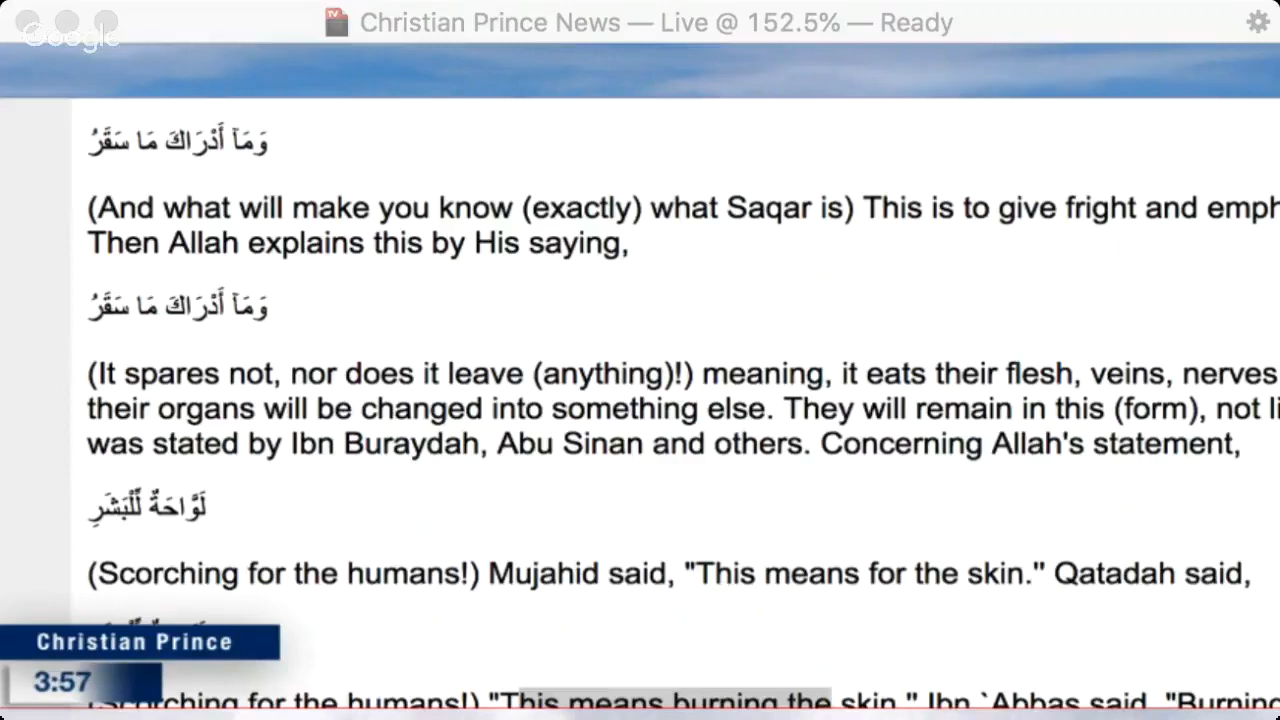 Christian Prince News — Live @ 152.5% — Ready
Google
وَمَآ أَدْرَاكَ مَا سَقَرُ
(And what will make you know (exactly) what Saqar is) This is to give fright and emph
Then Allah explains this by His saying,
وَمَآ أَدْرَاكَ مَا سَقَرُ
(It spares not, nor does it leave (anything)!) meaning, it eats their flesh, veins, nerves
their organs will be changed into something else. They will remain in this (form), not li
was stated by Ibn Buraydah, Abu Sinan and others. Concerning Allah's statement,
لَوَّاحَةٌ لِّلْبَشَرِ
(Scorching for the humans!) Mujahid said, "This means for the skin." Qatadah said,
Christian Prince
3:57
rching for the humans!) "This means burning the skin." Ibn `Abbas said, "Burning